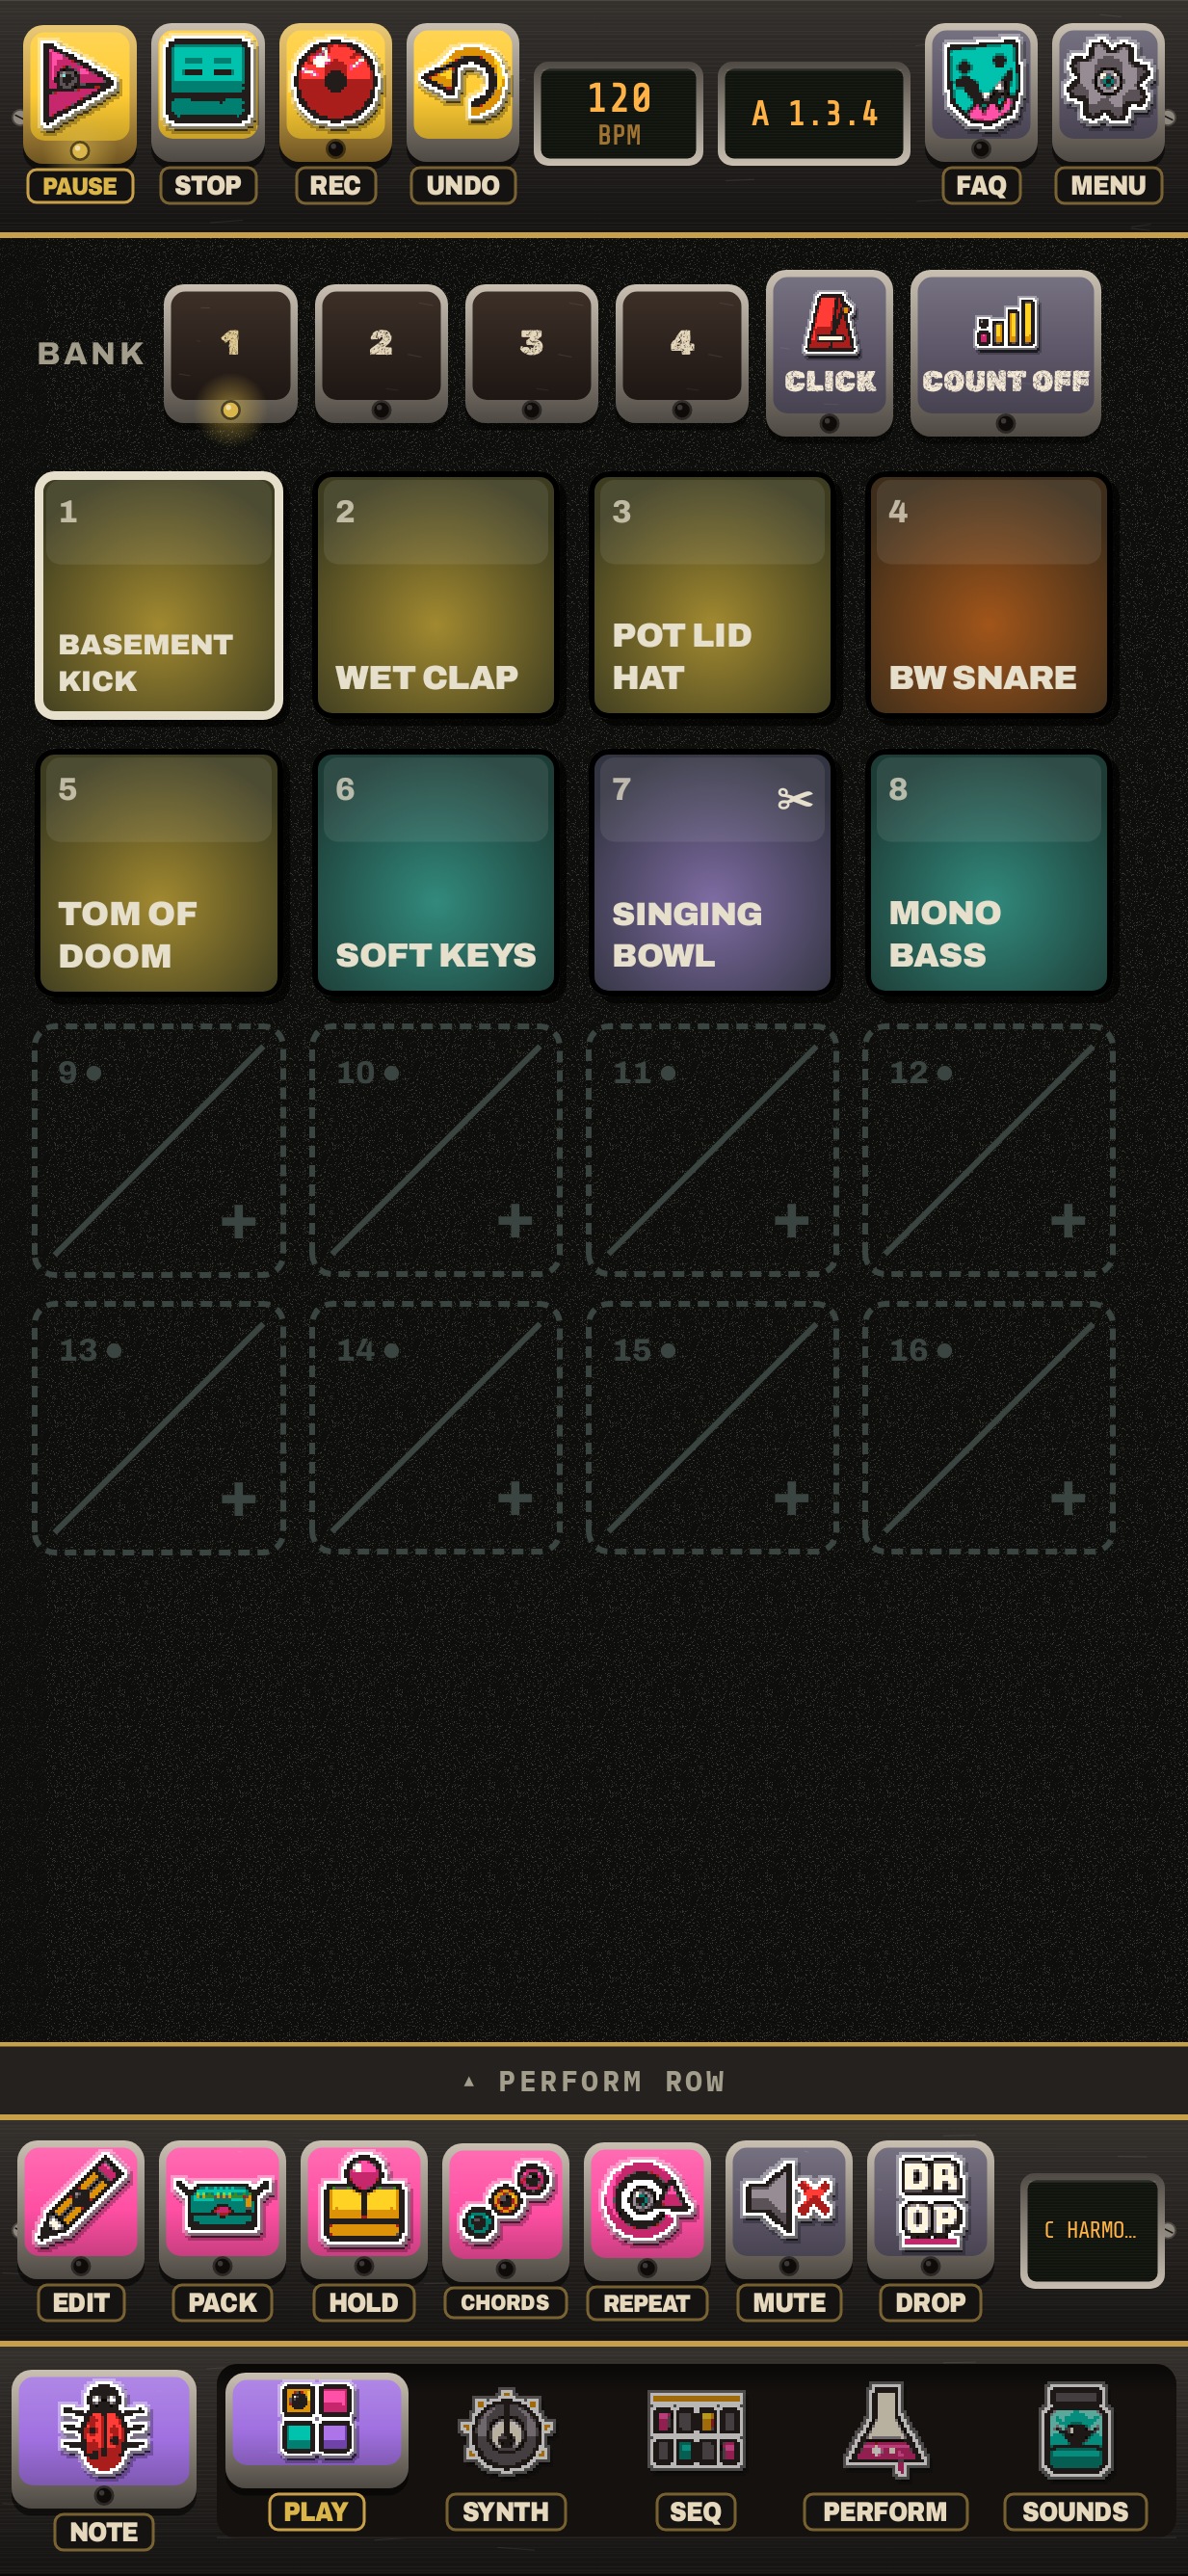 120
BPM
A 1.3.4
PAUSE STOP REC UNDO FAQ MENU
BANK 1 2 3 4
CLICK COUNT OFF
1 2 3 4
BASEMENT
KICK
WET CLAP
POT LID
HAT
BW SNARE
5 6 7 8
TOM OF
DOOM
SOFT KEYS
SINGING
BOWL
MONO
BASS
9 10 11 12
13 14 15 16
PERFORM ROW
DR
OP
C HARMO…
EDIT PACK HOLD CHORDS REPEAT MUTE DROP
NOTE PLAY SYNTH SEQ PERFORM SOUNDS